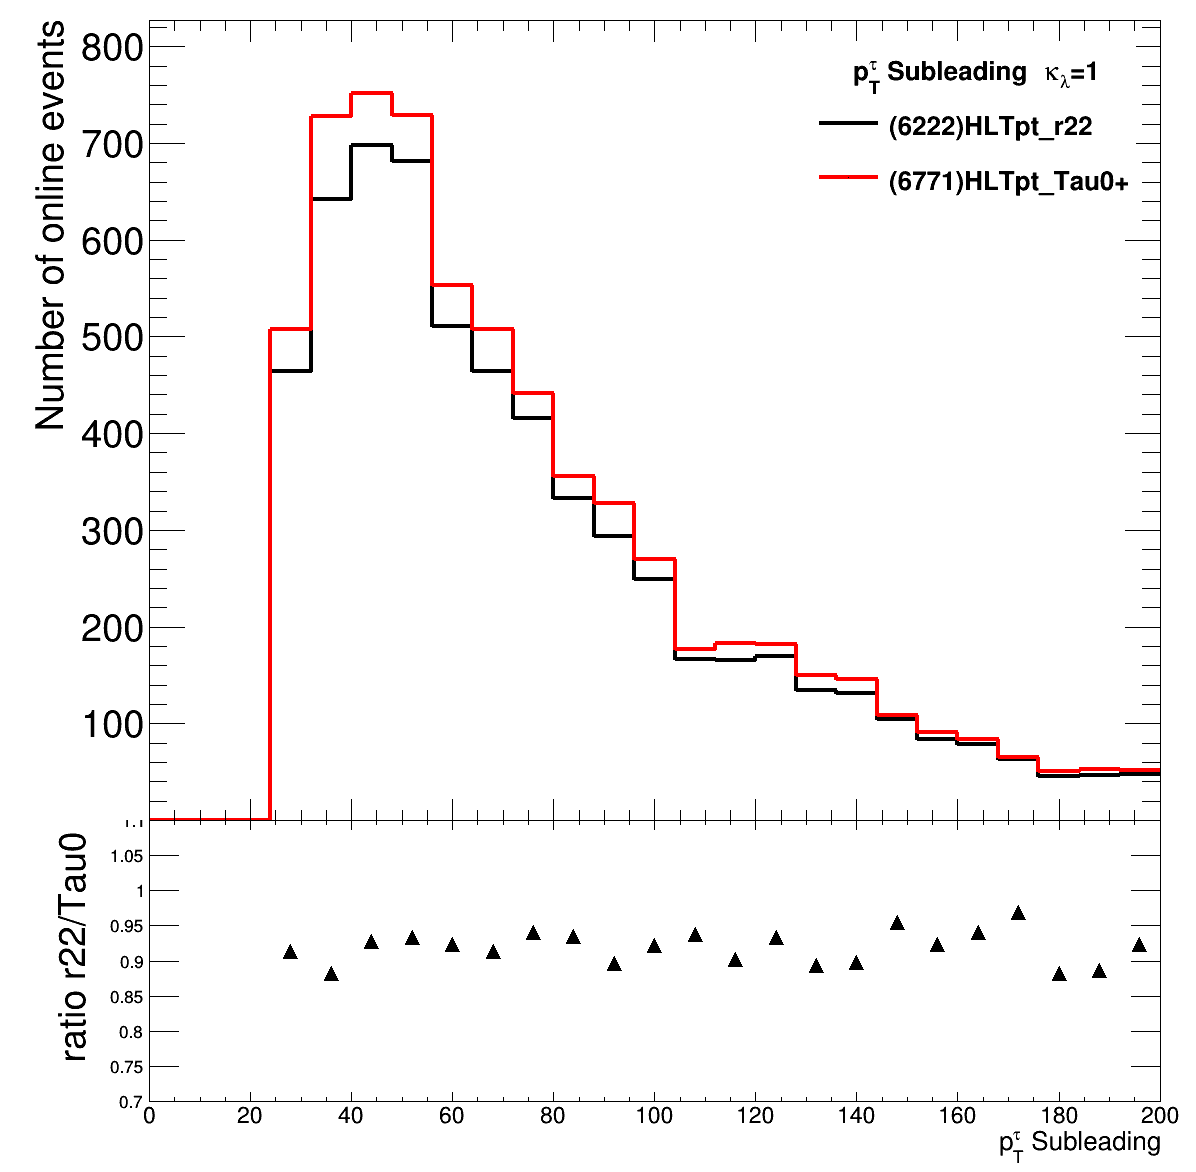 Number of online events
800
700
600
500
400
300
200
100
p_T^τ Subleading κ_λ=1
(6222)HLTpt_r22
(6771)HLTpt_Tau0+
ratio r22/Tau0
1.1
1.05
1
0.95
0.9
0.85
0.8
0.75
0.7
0 20 40 60 80 100 120 140 160 180 200
p_T^τ Subleading